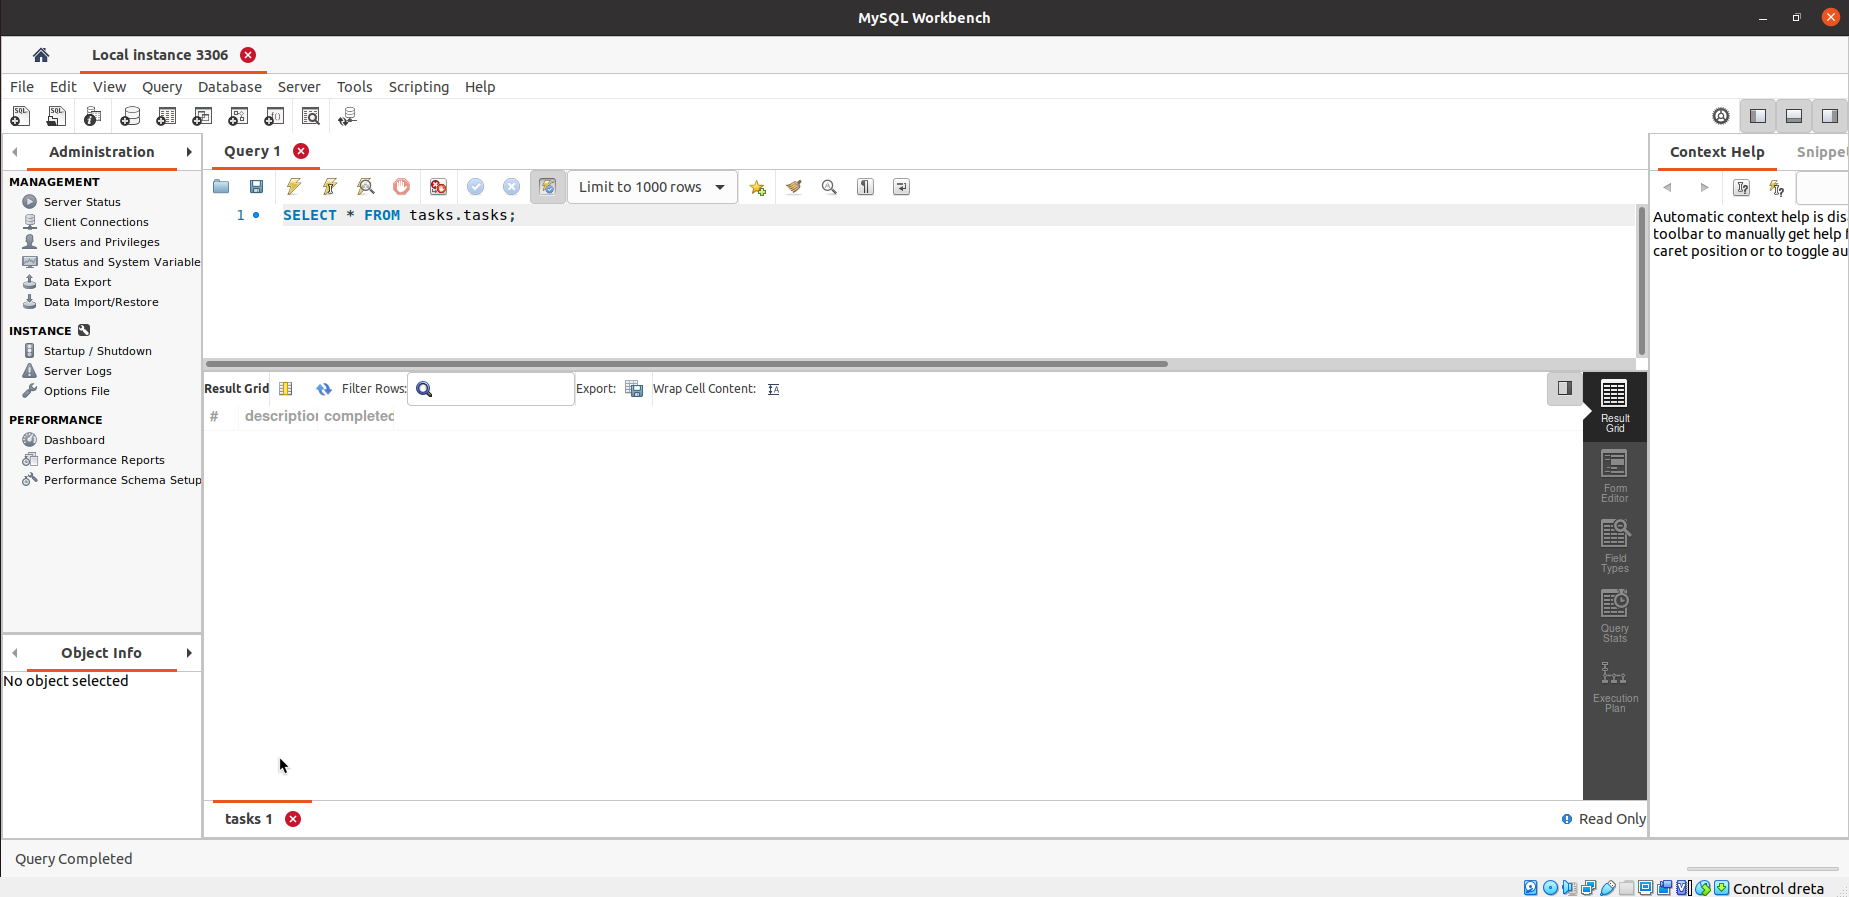 MySQL Workbench
Local instance 3306
File Edit View Query Database Server Tools Scripting Help
Administration
MANAGEMENT
Server Status
Client Connections
Users and Privileges
Status and System Variable
Data Export
Data Import/Restore
INSTANCE
Startup / Shutdown
Server Logs
Options File
PERFORMANCE
Dashboard
Performance Reports
Performance Schema Setup
Object Info
No object selected
Query 1
Limit to 1000 rows
1 SELECT * FROM tasks.tasks;
Result Grid Filter Rows: Export: Wrap Cell Content:
# description completed
Result
Grid
Form
Editor
Field
Types
Query
Stats
Execution
Plan
tasks 1
Read Only
Context Help Snippet
Automatic context help is dis
toolbar to manually get help f
caret position or to toggle au
Query Completed
Control dreta